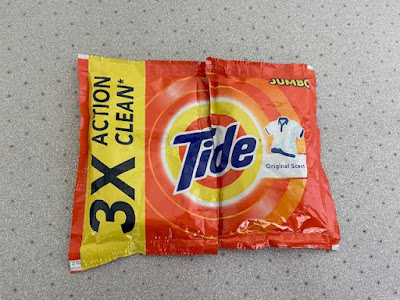 3X
ACTION
CLEAN*
JUMBO
Tide
Original Scent